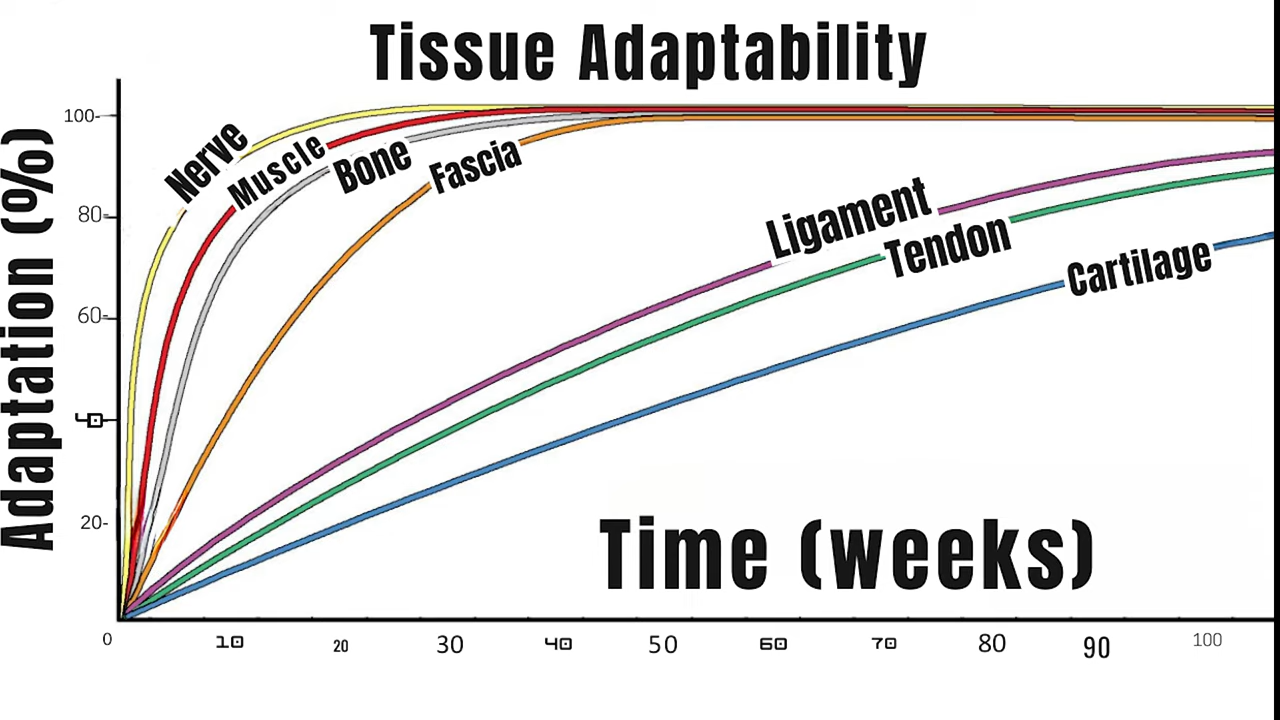 Tissue Adaptability
Adaptation (%)
100-
80-
60-
40-
20-
Nerve
Muscle
Bone
Fascia
Ligament
Tendon
Cartilage
Time (weeks)
0 10 20 30 40 50 60 70 80 90 100